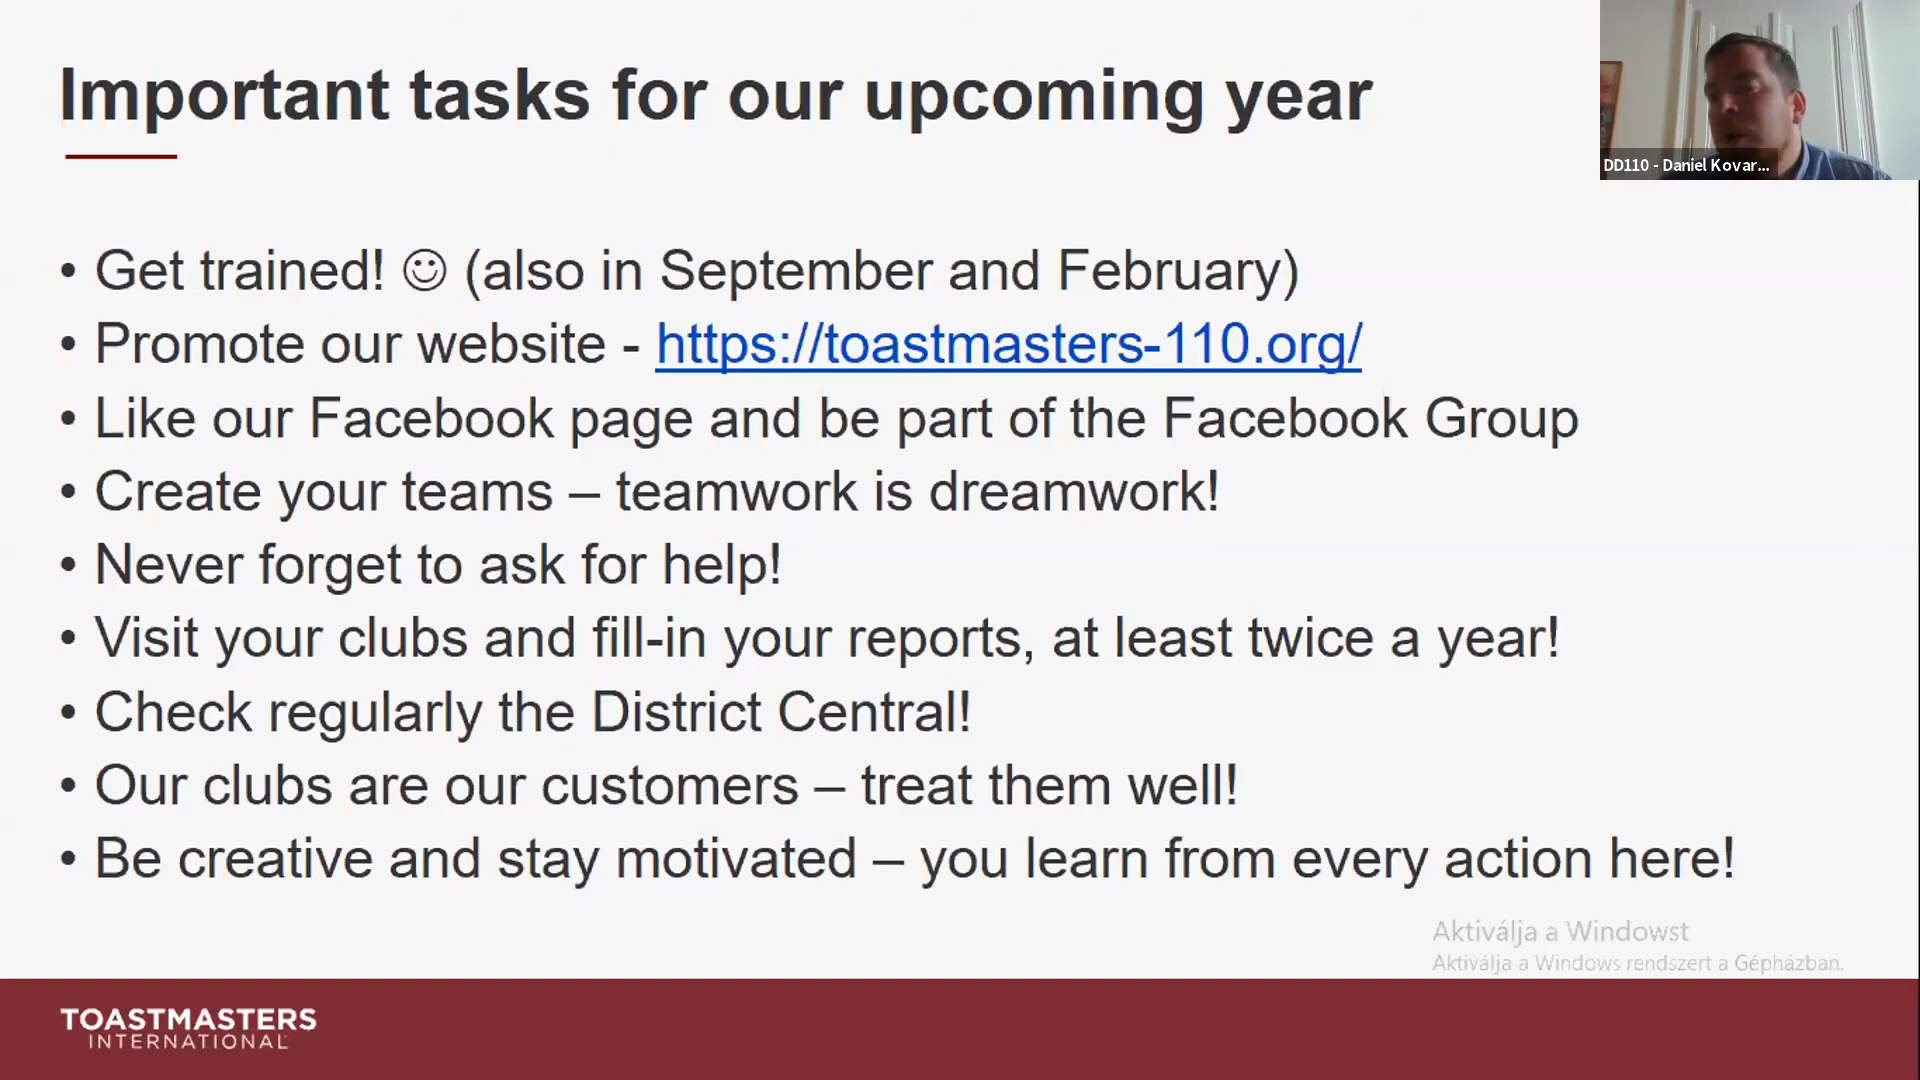 Important tasks for our upcoming year
DD110 - Daniel Kovar...
• Get trained! ☺ (also in September and February)
• Promote our website - https://toastmasters-110.org/
• Like our Facebook page and be part of the Facebook Group
• Create your teams – teamwork is dreamwork!
• Never forget to ask for help!
• Visit your clubs and fill-in your reports, at least twice a year!
• Check regularly the District Central!
• Our clubs are our customers – treat them well!
• Be creative and stay motivated – you learn from every action here!
Aktiválja a Windowst
Aktiválja a Windows rendszert a Gépházban.
TOASTMASTERS
INTERNATIONAL